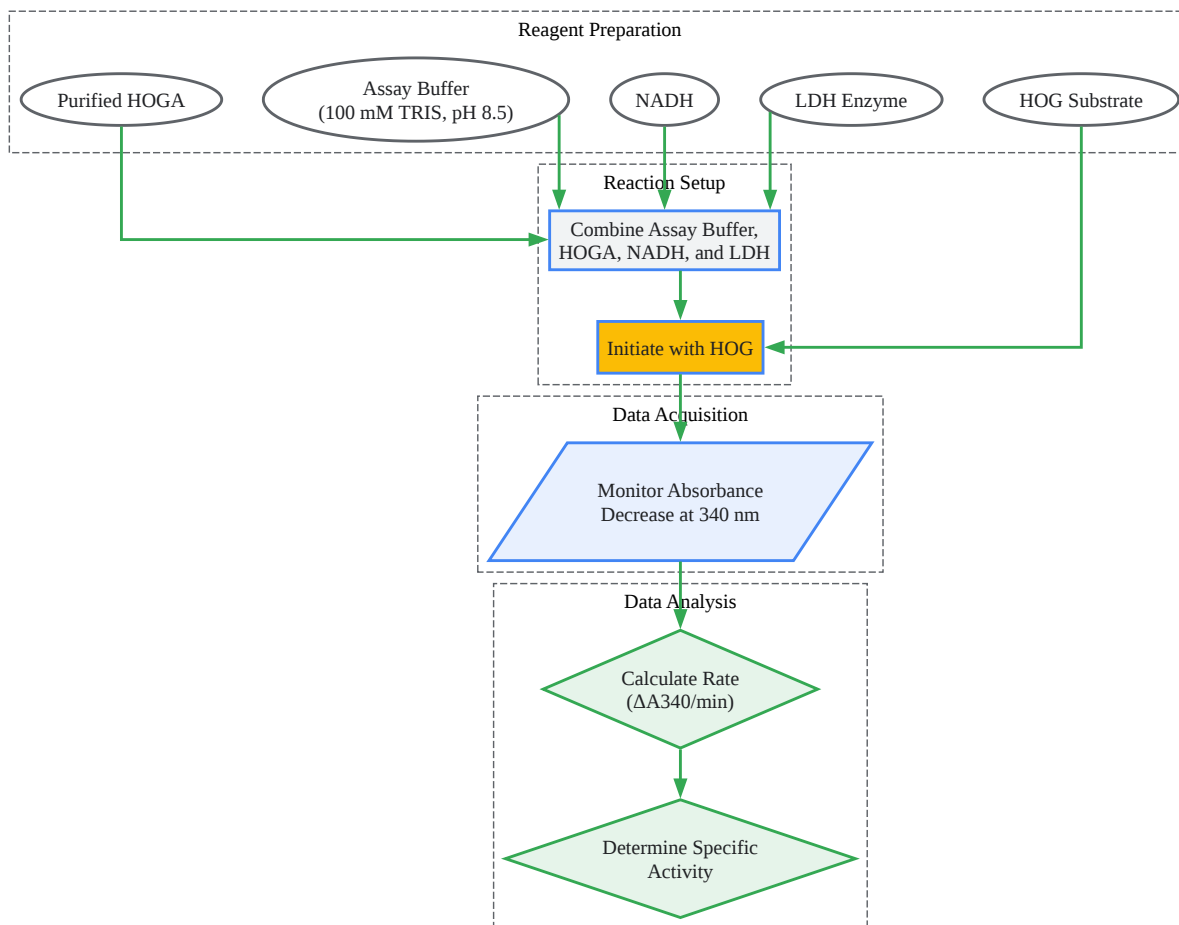 Reagent Preparation
Purified HOGA
Assay Buffer
(100 mM TRIS, pH 8.5)
NADH
LDH Enzyme
HOG Substrate
Reaction Setup
Combine Assay Buffer,
HOGA, NADH, and LDH
Initiate with HOG
Data Acquisition
Monitor Absorbance
Decrease at 340 nm
Data Analysis
Calculate Rate
(ΔA340/min)
Determine Specific
Activity